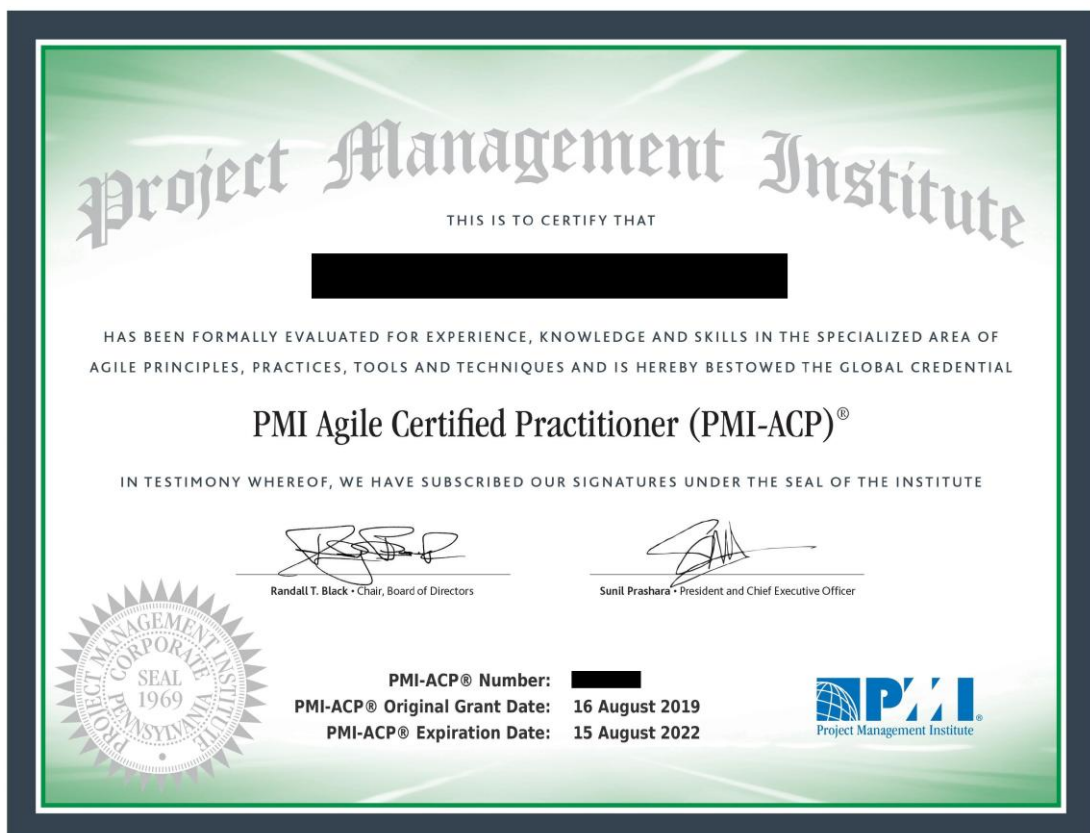 Project Management Institute
THIS IS TO CERTIFY THAT
HAS BEEN FORMALLY EVALUATED FOR EXPERIENCE, KNOWLEDGE AND SKILLS IN THE SPECIALIZED AREA OF
AGILE PRINCIPLES, PRACTICES, TOOLS AND TECHNIQUES AND IS HEREBY BESTOWED THE GLOBAL CREDENTIAL
PMI Agile Certified Practitioner (PMI-ACP)®
IN TESTIMONY WHEREOF, WE HAVE SUBSCRIBED OUR SIGNATURES UNDER THE SEAL OF THE INSTITUTE
Randall T. Black • Chair, Board of Directors
Sunil Prashara • President and Chief Executive Officer
PROJECT MANAGEMENT INSTITUTE
CORPORATE
SEAL
1969
PENNSYLVANIA
PMI-ACP® Number:
PMI-ACP® Original Grant Date: 16 August 2019
PMI-ACP® Expiration Date: 15 August 2022
PMI®
Project Management Institute